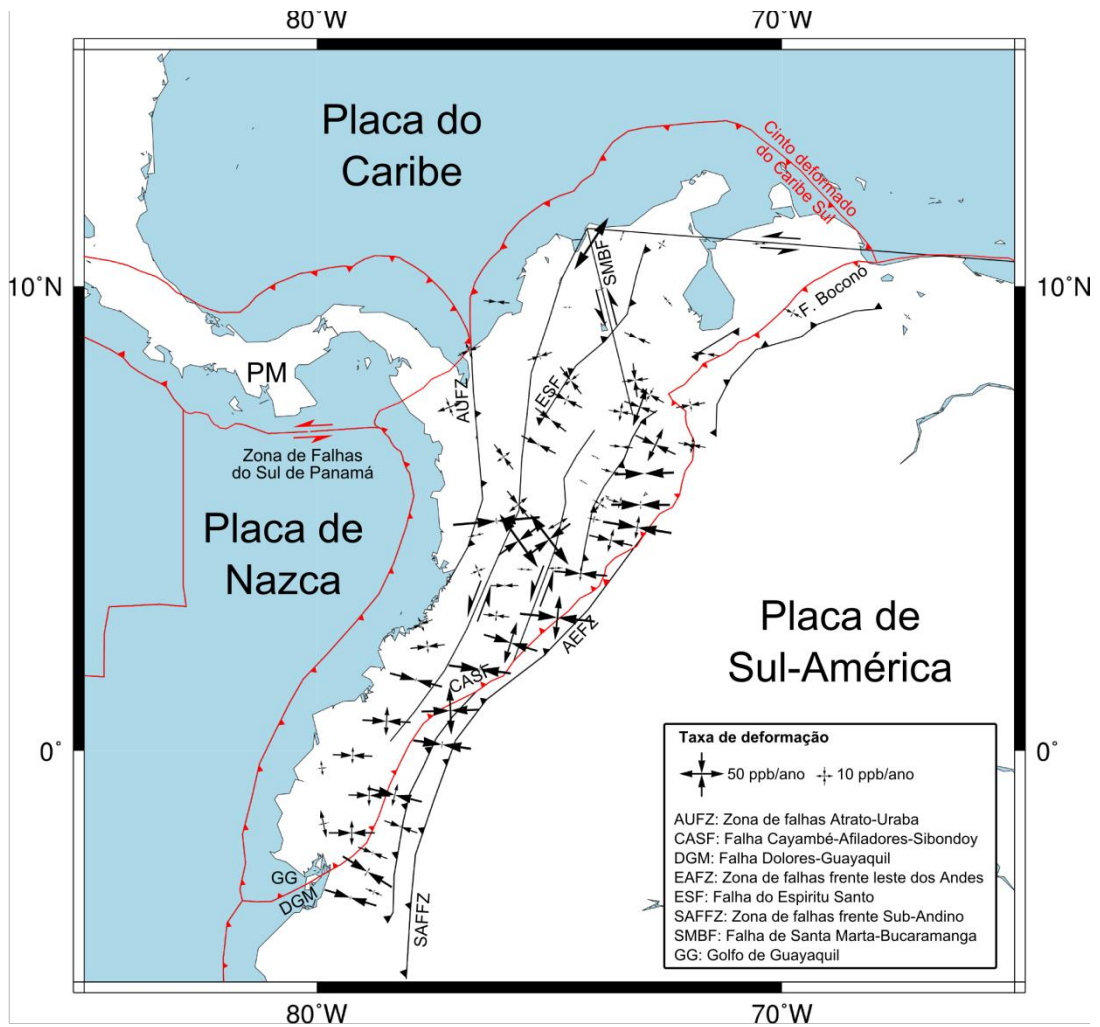 80°W
70°W
Placa do
Caribe
Cinto deformado
do Caribe Sul
SMBF
10°N
10°N
F. Boconó
PM
AUFZ
ESF
Zona de Falhas
do Sul de Panamá
Placa de
Nazca
Placa de
Sul-América
AEFZ
CASF
0°
0°
GG
DGM
SAFFZ
Taxa de deformação
50 ppb/ano
10 ppb/ano
AUFZ: Zona de falhas Atrato-Uraba
CASF: Falha Cayambé-Afiladores-Sibondoy
DGM: Falha Dolores-Guayaquil
EAFZ: Zona de falhas frente leste dos Andes
ESF: Falha do Espiritu Santo
SAFFZ: Zona de falhas frente Sub-Andino
SMBF: Falha de Santa Marta-Bucaramanga
GG: Golfo de Guayaquil
80°W
70°W